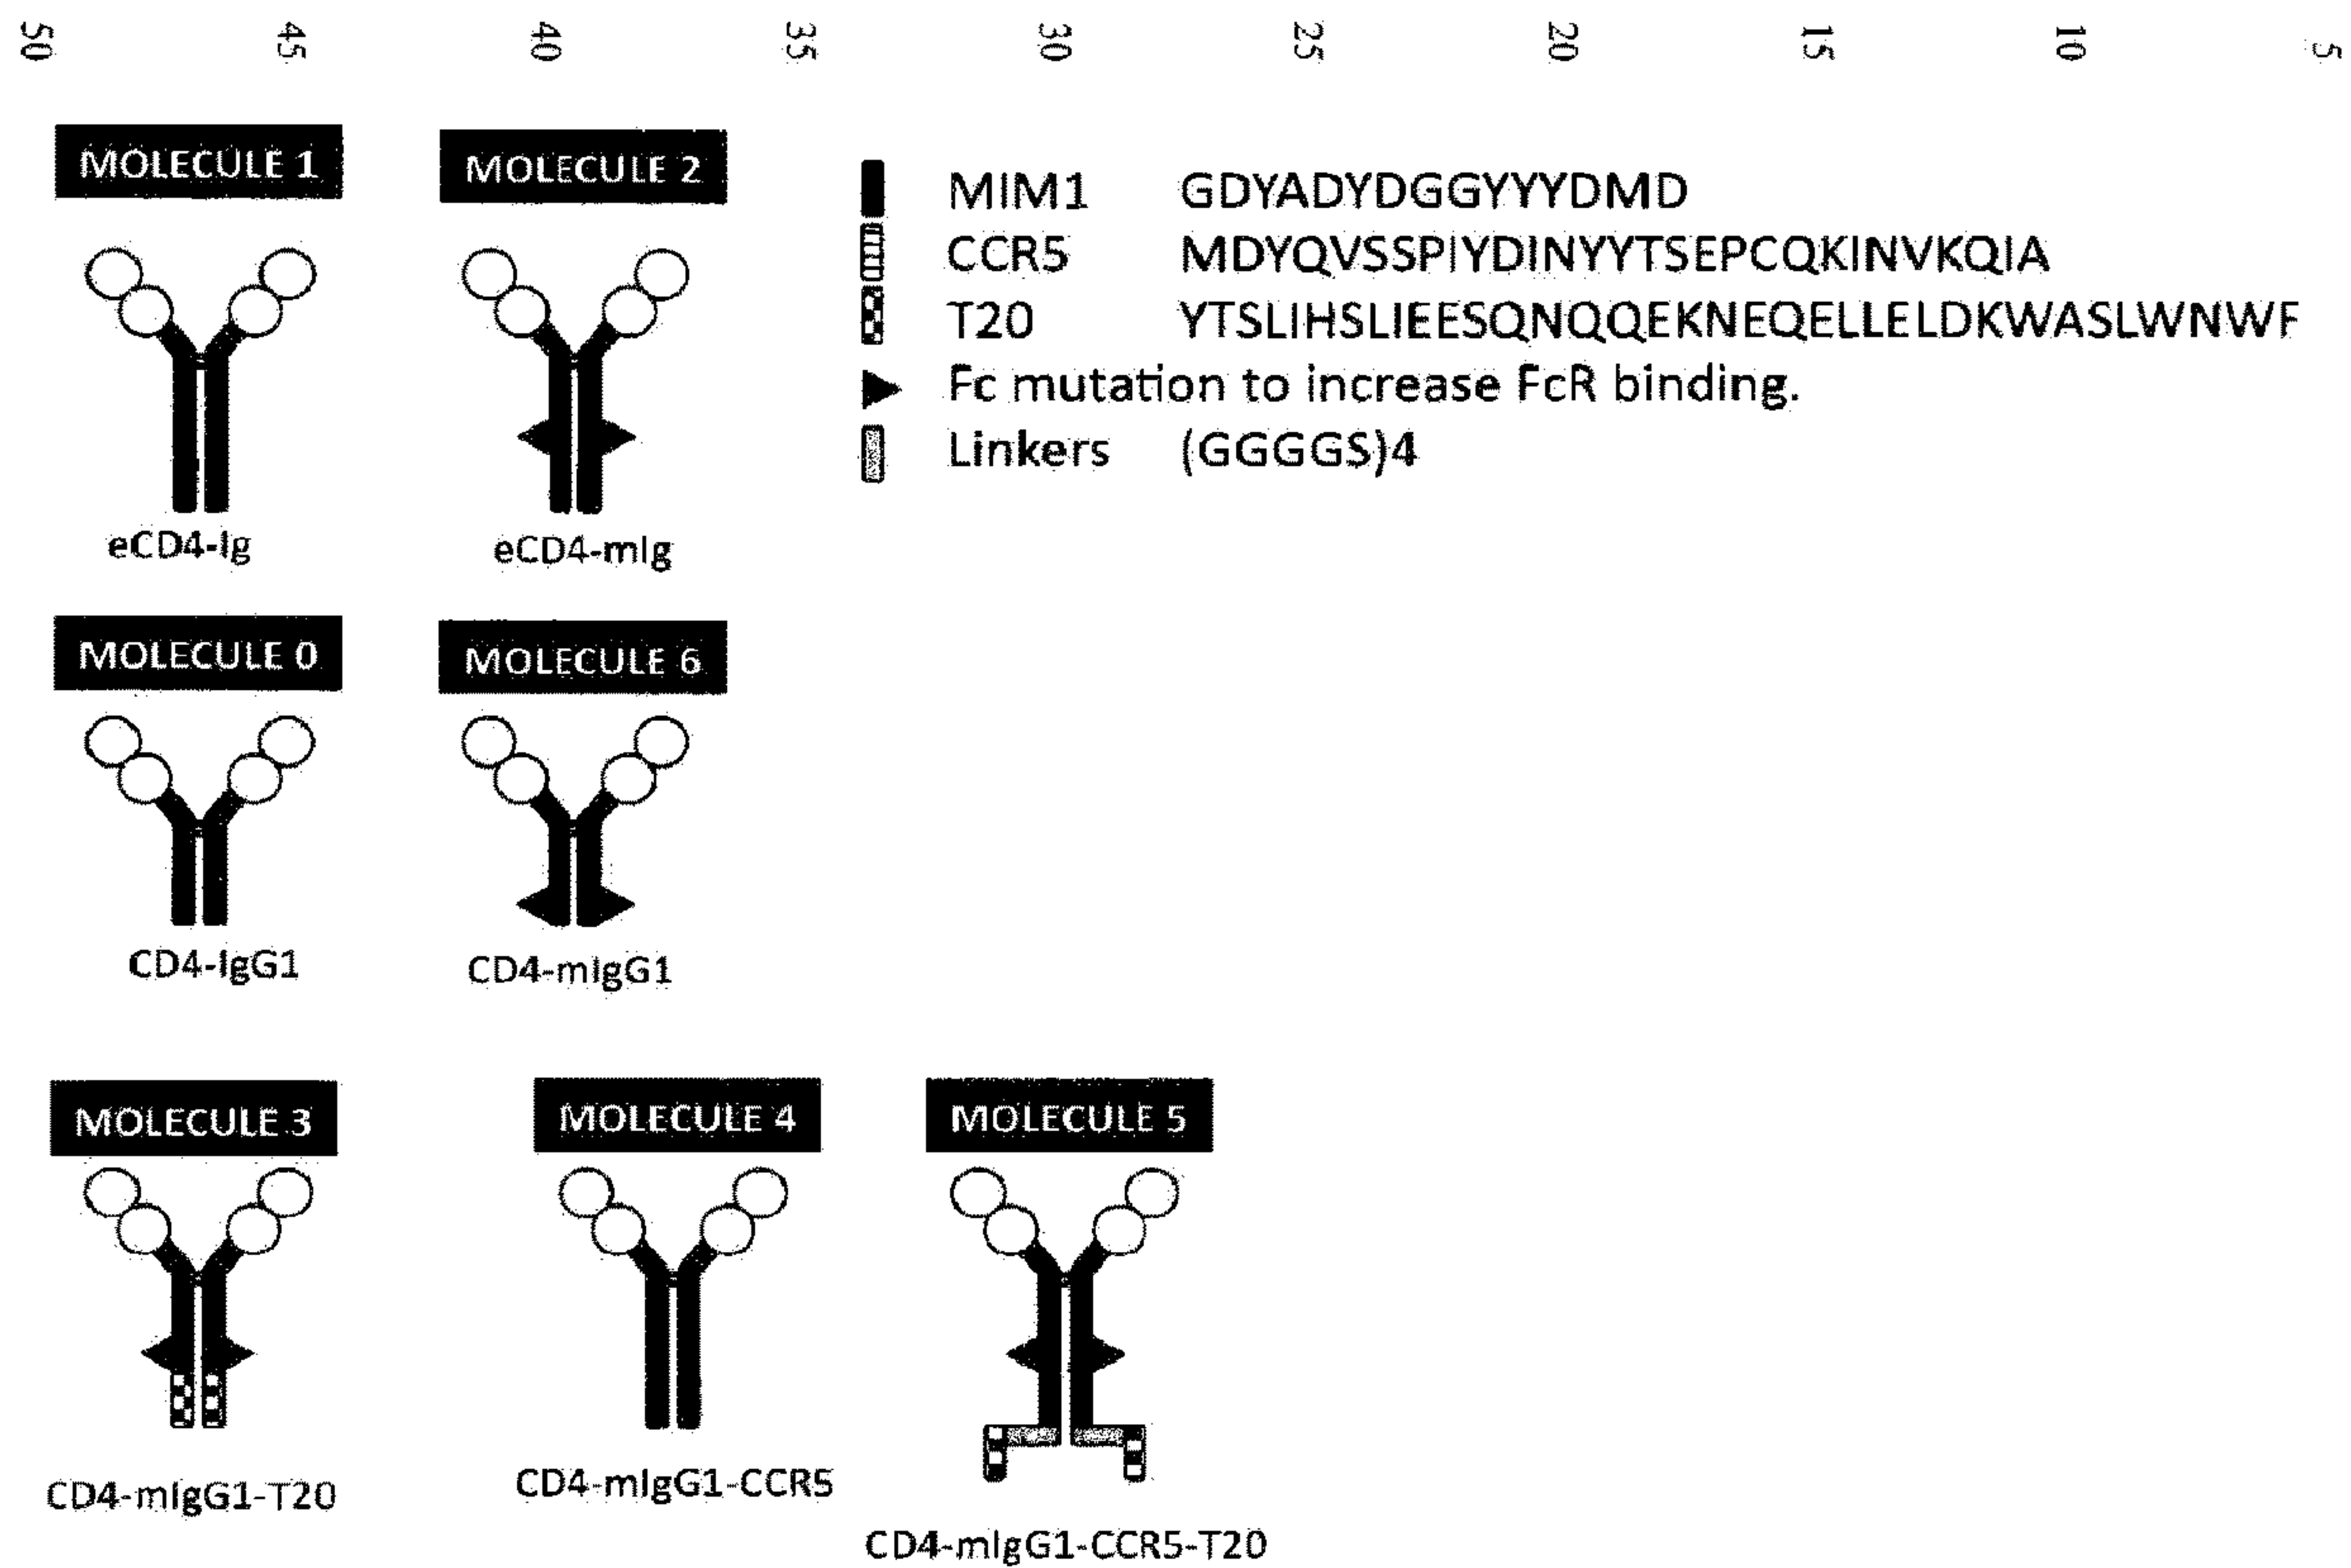 50 45 40 35 30 25 20 15 10 5
MOLECULE 1
MOLECULE 2
MIM1 GDYADYDGGYYYDMD
CCR5 MDYQVSSPIYDINYYTSEPCQKINVKQIA
T20 YTSLIHSLIEESQNQQEKNEQELLELDKWASLWNWF
Fc mutation to increase FcR binding.
Linkers (GGGGS)4
eCD4-Ig
eCD4-mIg
MOLECULE 0
MOLECULE 6
CD4-IgG1
CD4-mIgG1
MOLECULE 3
MOLECULE 4
MOLECULE 5
CD4-mIgG1-T20
CD4-mIgG1-CCR5
CD4-mIgG1-CCR5-T20